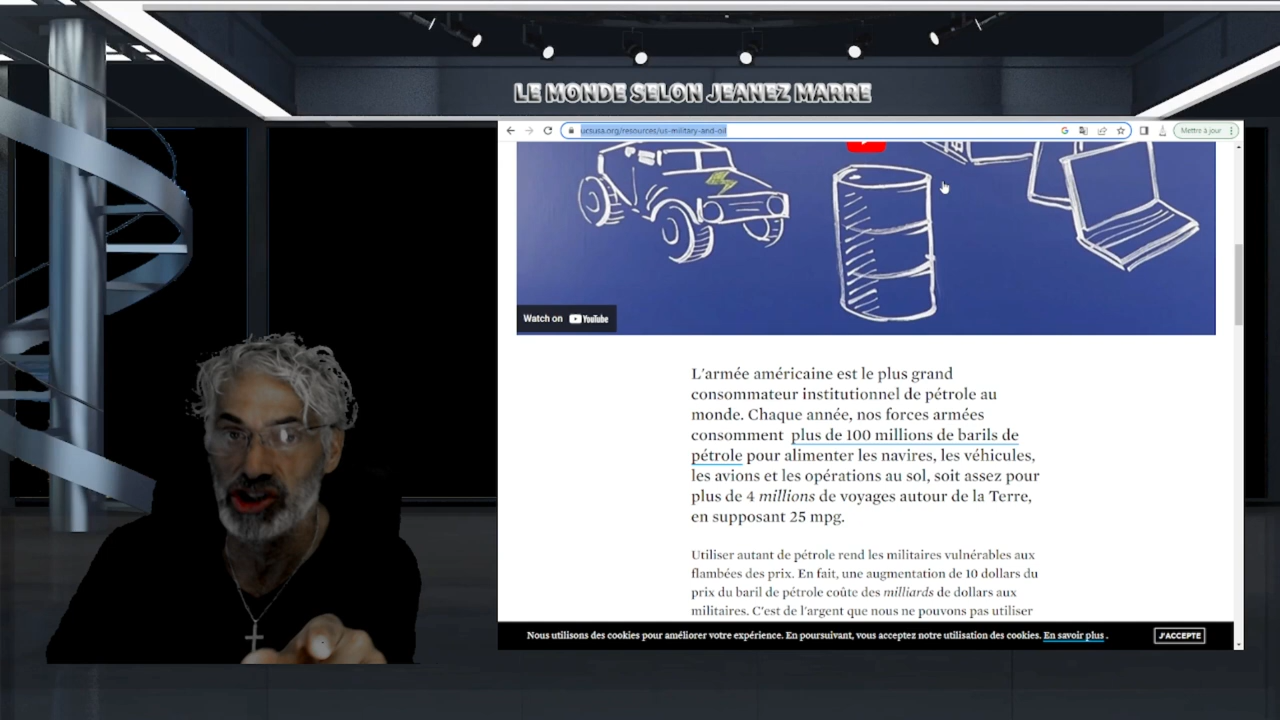 LE MONDE SELON JEANEZ MARRE
ucsusa.org/resources/us-military-and-oil
Mettre à jour
Watch on YouTube
L'armée américaine est le plus grand
consommateur institutionnel de pétrole au
monde. Chaque année, nos forces armées
consomment plus de 100 millions de barils de
pétrole pour alimenter les navires, les véhicules,
les avions et les opérations au sol, soit assez pour
plus de 4 millions de voyages autour de la Terre,
en supposant 25 mpg.
Utiliser autant de pétrole rend les militaires vulnérables aux
flambées des prix. En fait, une augmentation de 10 dollars du
prix du baril de pétrole coûte des milliards de dollars aux
militaires. C'est de l'argent que nous ne pouvons pas utiliser
Nous utilisons des cookies pour améliorer votre expérience. En poursuivant, vous acceptez notre utilisation des cookies. En savoir plus .
J'ACCEPTE